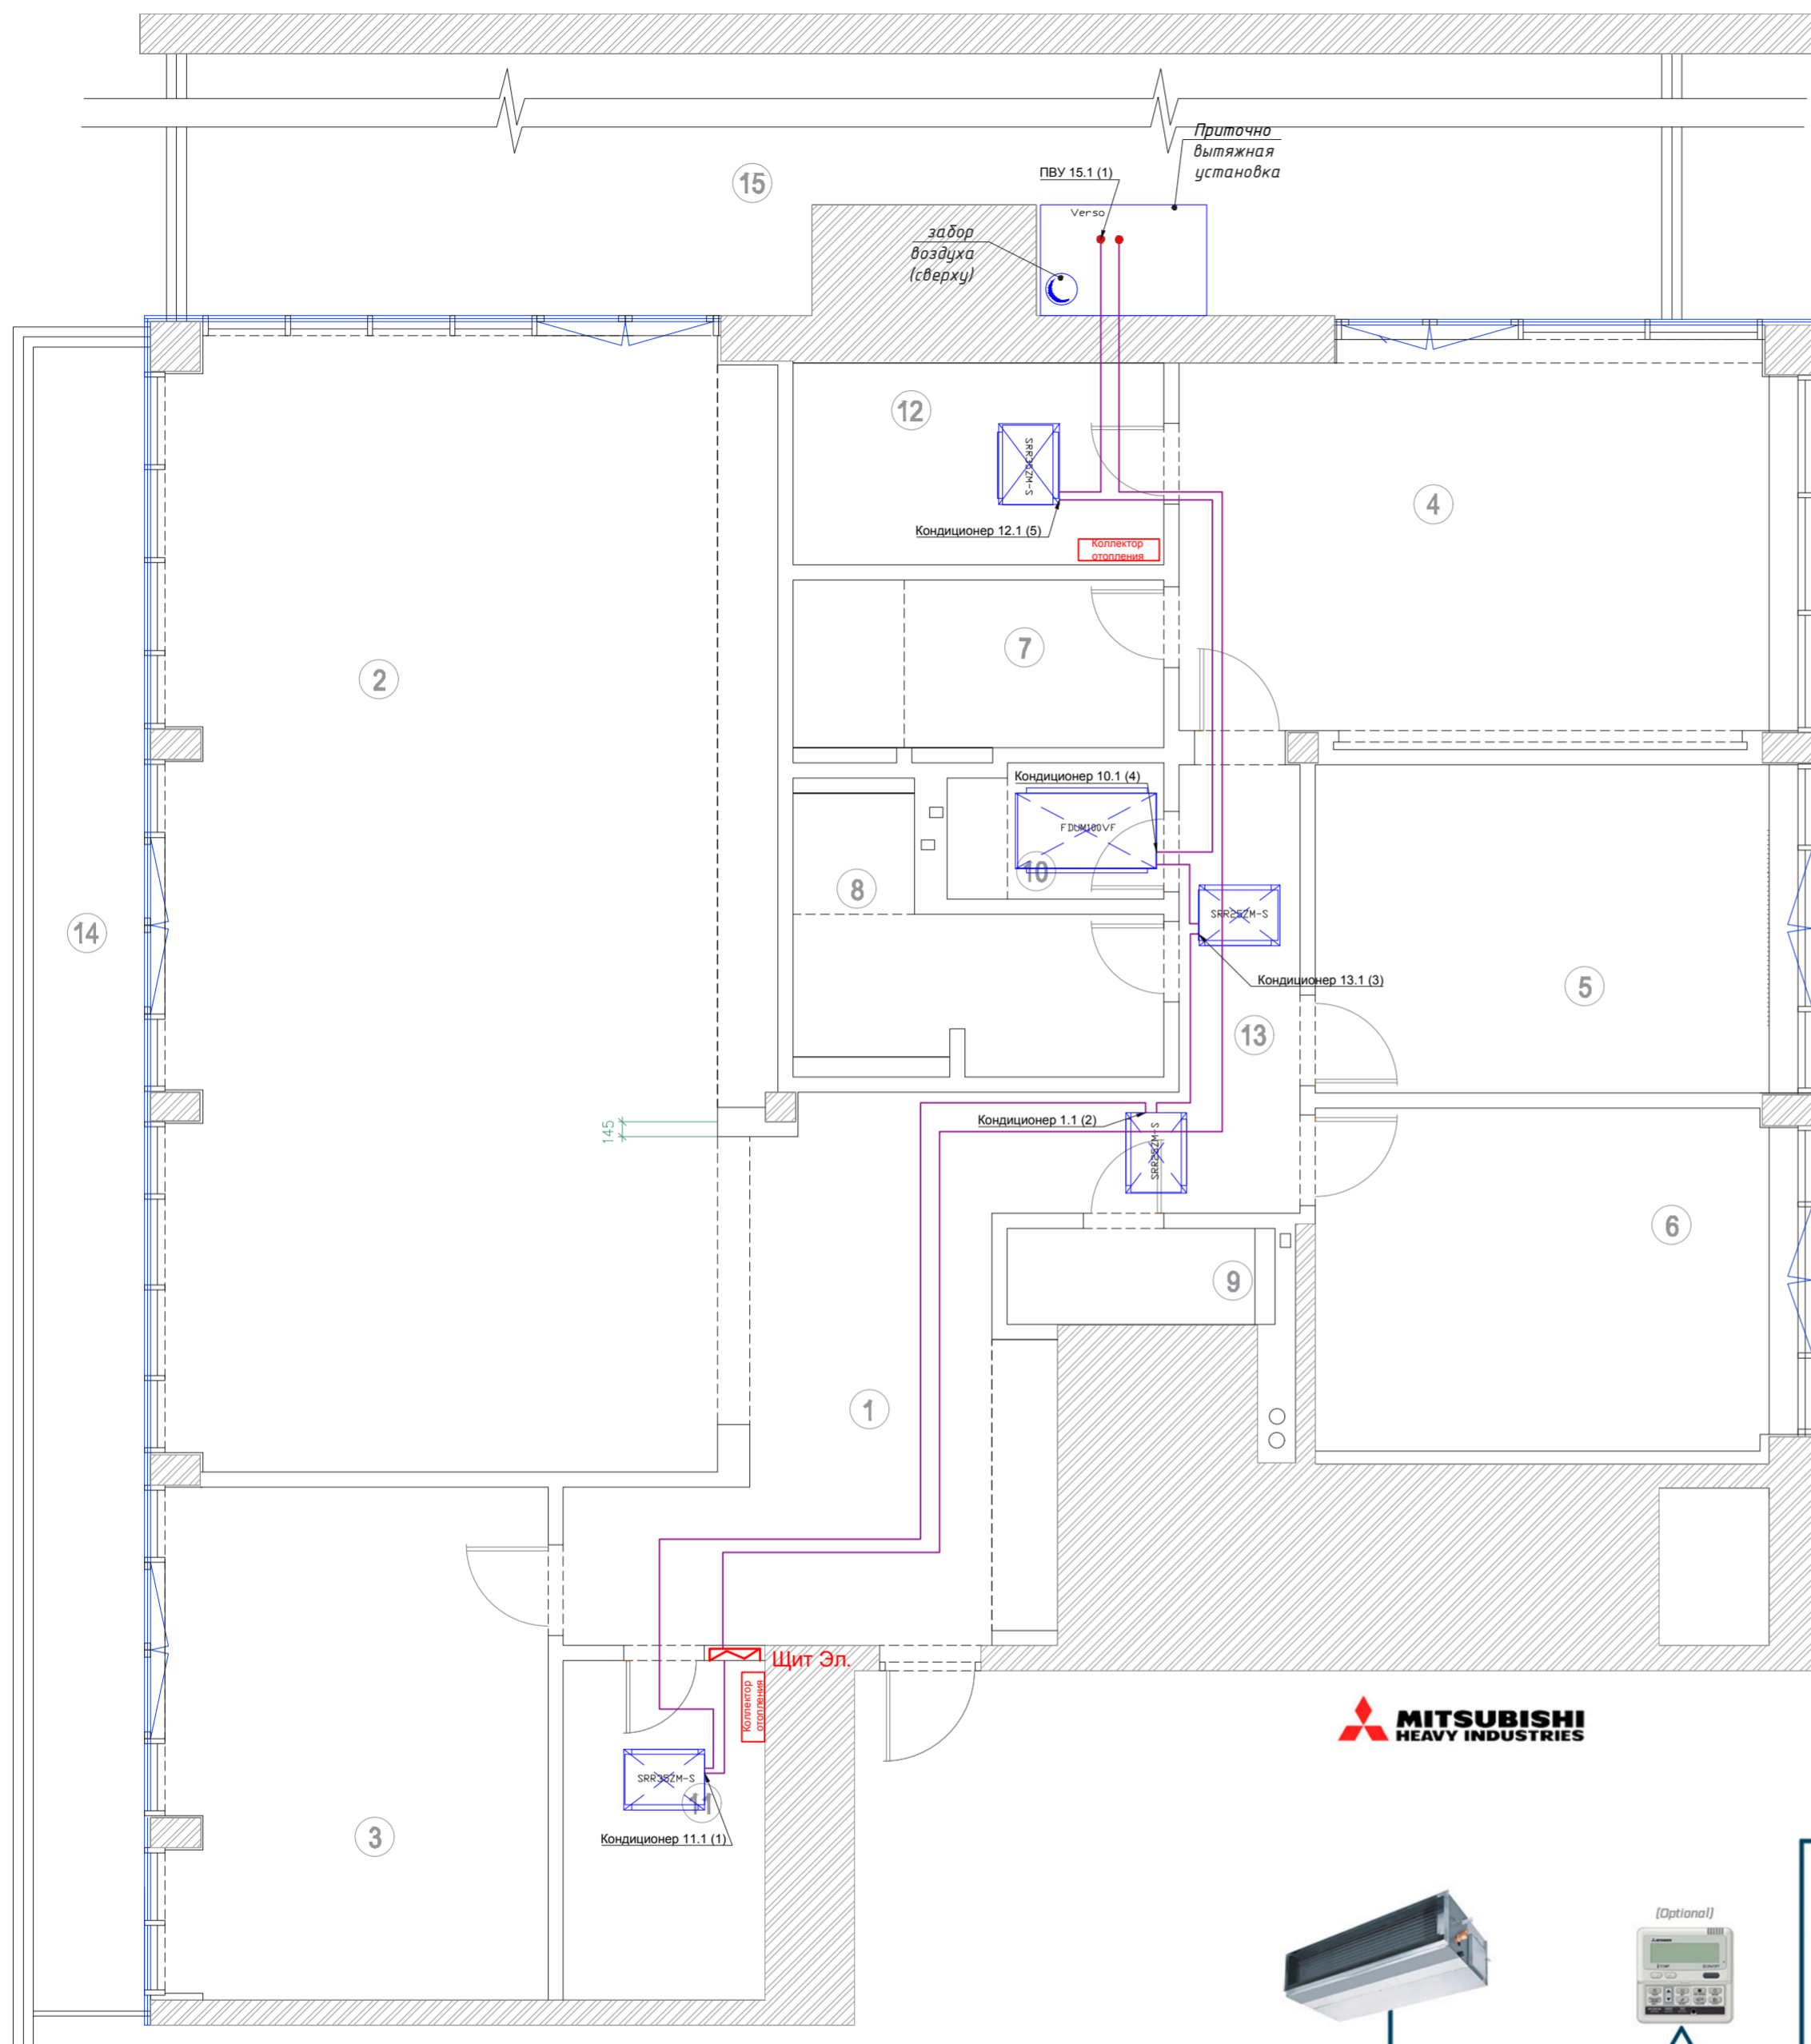 Приточно
вытяжная
установка
ПВУ 15.1 (1)
15
Verso
забор
воздуха
(сверху)
12
SRR35ZM-S
4
Кондиционер 12.1 (5)
Коллектор
отопления
7
2
Кондиционер 10.1 (4)
FDUM100VF
10
8
SRR25ZM-S
14
Кондиционер 13.1 (3)
5
13
145
Кондиционер 1.1 (2)
SRR25ZM-S
6
9
1
Щит Эл.
Коллектор
отопления
MITSUBISHI
HEAVY INDUSTRIES
SRR35ZM-S
11
3
Кондиционер 11.1 (1)
(Optional)